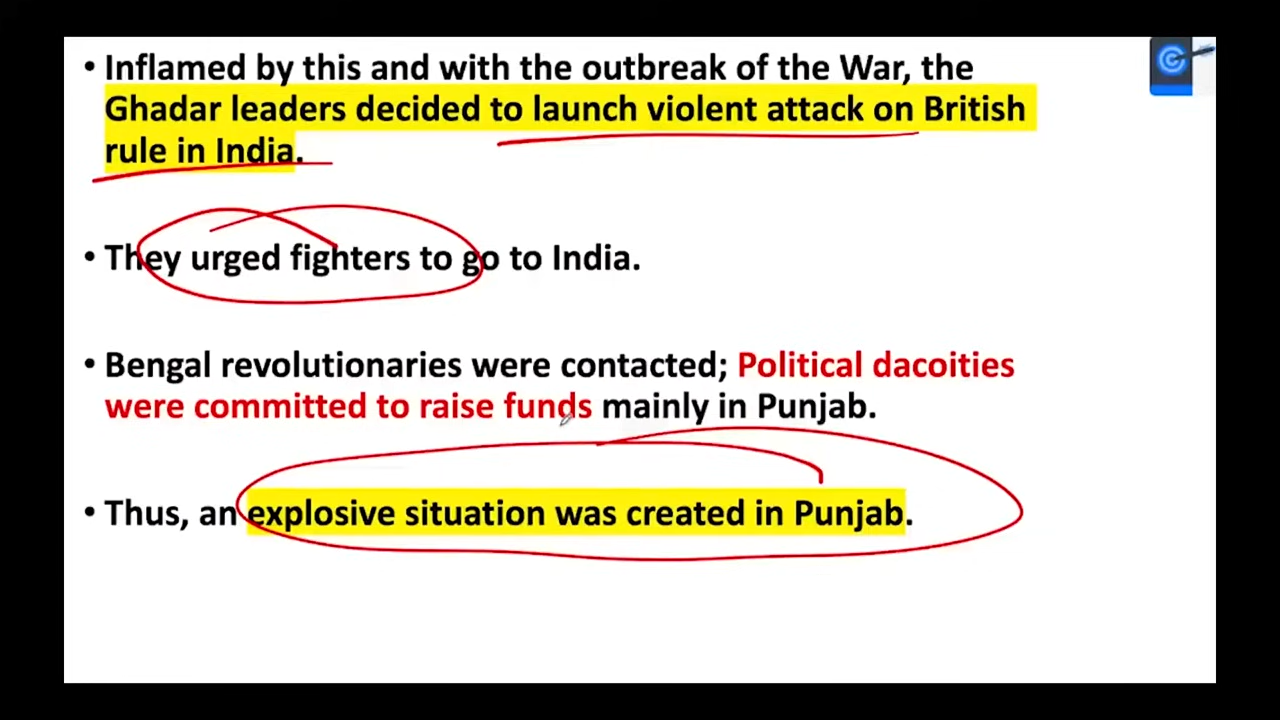 • Inflamed by this and with the outbreak of the War, the
Ghadar leaders decided to launch violent attack on British
rule in India.
• They urged fighters to go to India.
• Bengal revolutionaries were contacted; Political dacoities
were committed to raise funds mainly in Punjab.
• Thus, an explosive situation was created in Punjab.